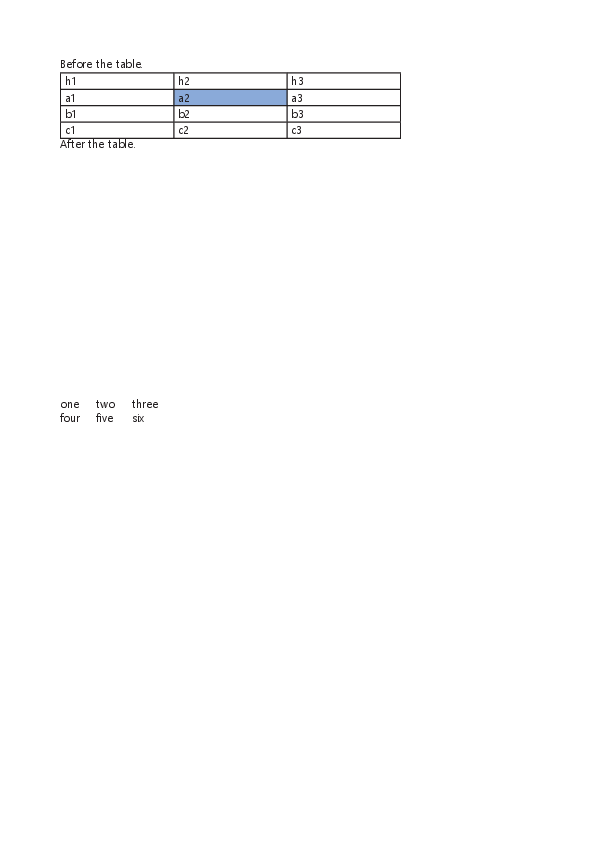 Before the table.
h1 h2 h3
a1 a2 a3
b1 b2 b3
c1 c2 c3
After the table.
one two three
four five six